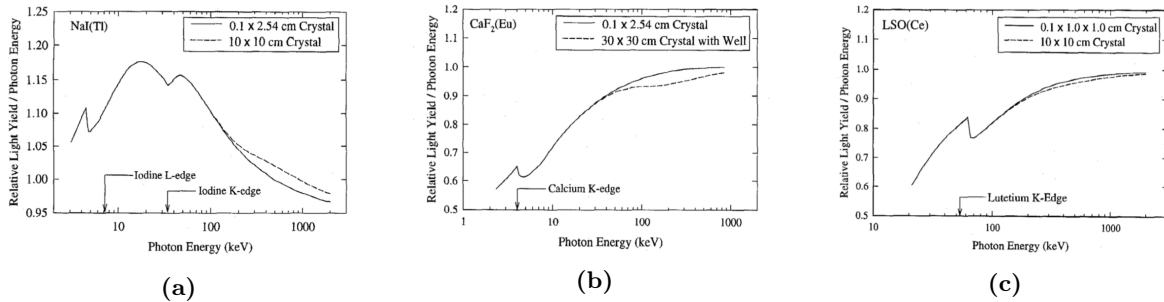 NaI(Tl)
0.1 x 2.54 cm Crystal
10 x 10 cm Crystal
Relative Light Yield / Photon Energy
1.25
1.20
1.15
1.10
1.05
1.00
0.95
Iodine L-edge
Iodine K-edge
10
100
1000
Photon Energy (keV)
(a)
CaF2(Eu)
0.1 x 2.54 cm Crystal
30 x 30 cm Crystal with Well
Relative Light Yield / Photon Energy
1.1
1.0
0.9
0.8
0.7
0.6
0.5
Calcium K-edge
1
10
100
1000
Photon Energy (keV)
(b)
LSO(Ce)
0.1 x 1.0 x 1.0 cm Crystal
10 x 10 cm Crystal
Relative Light Yield / Photon Energy
1.1
1.0
0.9
0.8
0.7
0.6
0.5
Lutetium K-Edge
10
100
1000
Photon Energy (keV)
(c)